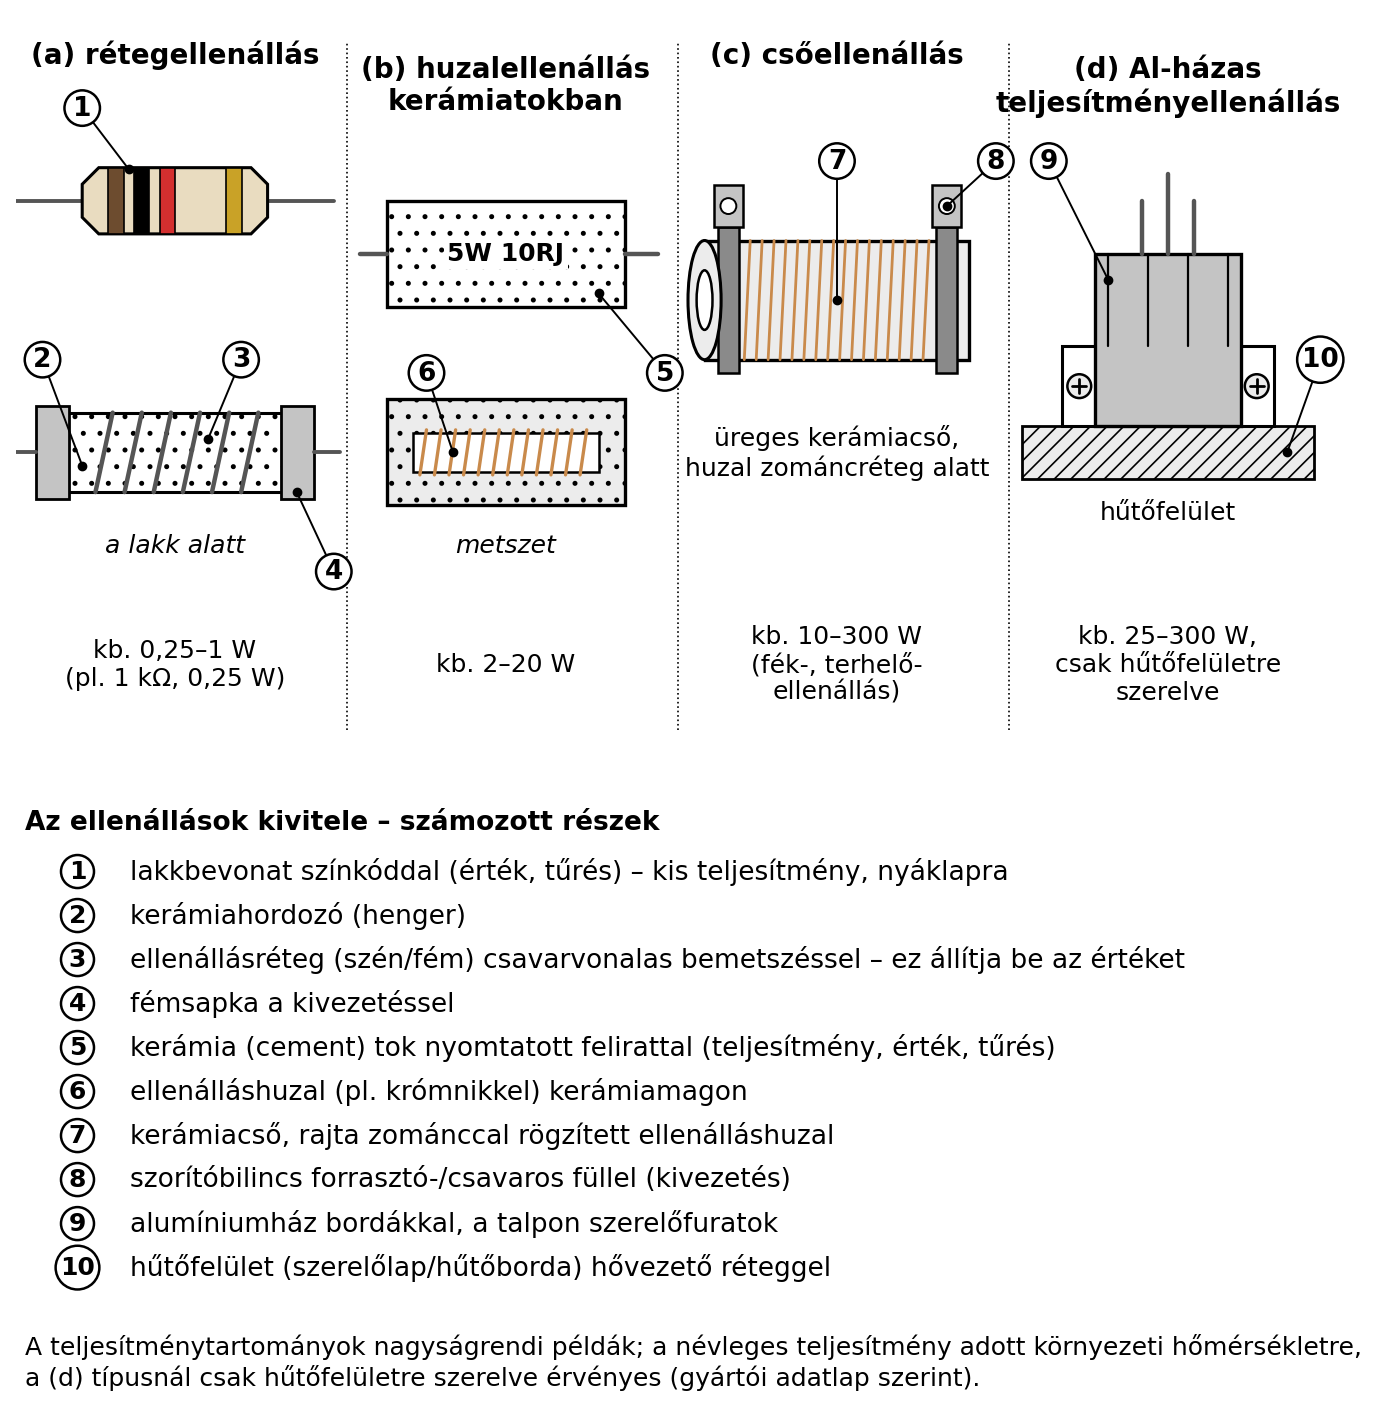 (a) rétegellenállás
1
2
3
a lakk alatt
4
kb. 0,25–1 W
(pl. 1 kΩ, 0,25 W)
(b) huzalellenállás
kerámiatokban
5W 10RJ
5
6
metszet
kb. 2–20 W
(c) csőellenállás
7
8
üreges kerámiacső,
huzal zománcréteg alatt
kb. 10–300 W
(fék-, terhelő-
ellenállás)
(d) Al-házas
teljesítményellenállás
9
10
hűtőfelület
kb. 25–300 W,
csak hűtőfelületre
szerelve
Az ellenállások kivitele – számozott részek
1 lakkbevonat színkóddal (érték, tűrés) – kis teljesítmény, nyáklapra
2 kerámiahordozó (henger)
3 ellenállásréteg (szén/fém) csavarvonalas bemetszéssel – ez állítja be az értéket
4 fémsapka a kivezetéssel
5 kerámia (cement) tok nyomtatott felirattal (teljesítmény, érték, tűrés)
6 ellenálláshuzal (pl. krómnikkel) kerámiamagon
7 kerámiacső, rajta zománccal rögzített ellenálláshuzal
8 szorítóbilincs forrasztó-/csavaros füllel (kivezetés)
9 alumíniumház bordákkal, a talpon szerelőfuratok
10 hűtőfelület (szerelőlap/hűtőborda) hővezető réteggel
A teljesítménytartományok nagyságrendi példák; a névleges teljesítmény adott környezeti hőmérsékletre,
a (d) típusnál csak hűtőfelületre szerelve érvényes (gyártói adatlap szerint).